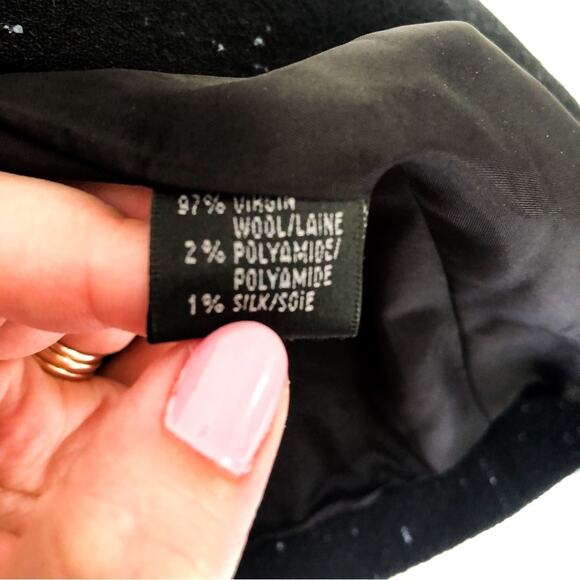 97% VIRGIN
WOOL/LAINE
2% POLYAMIDE/
POLYAMIDE
1% SILK/SOIE